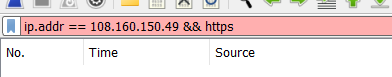 ip.addr == 108.160.150.49 && https
No. Time Source